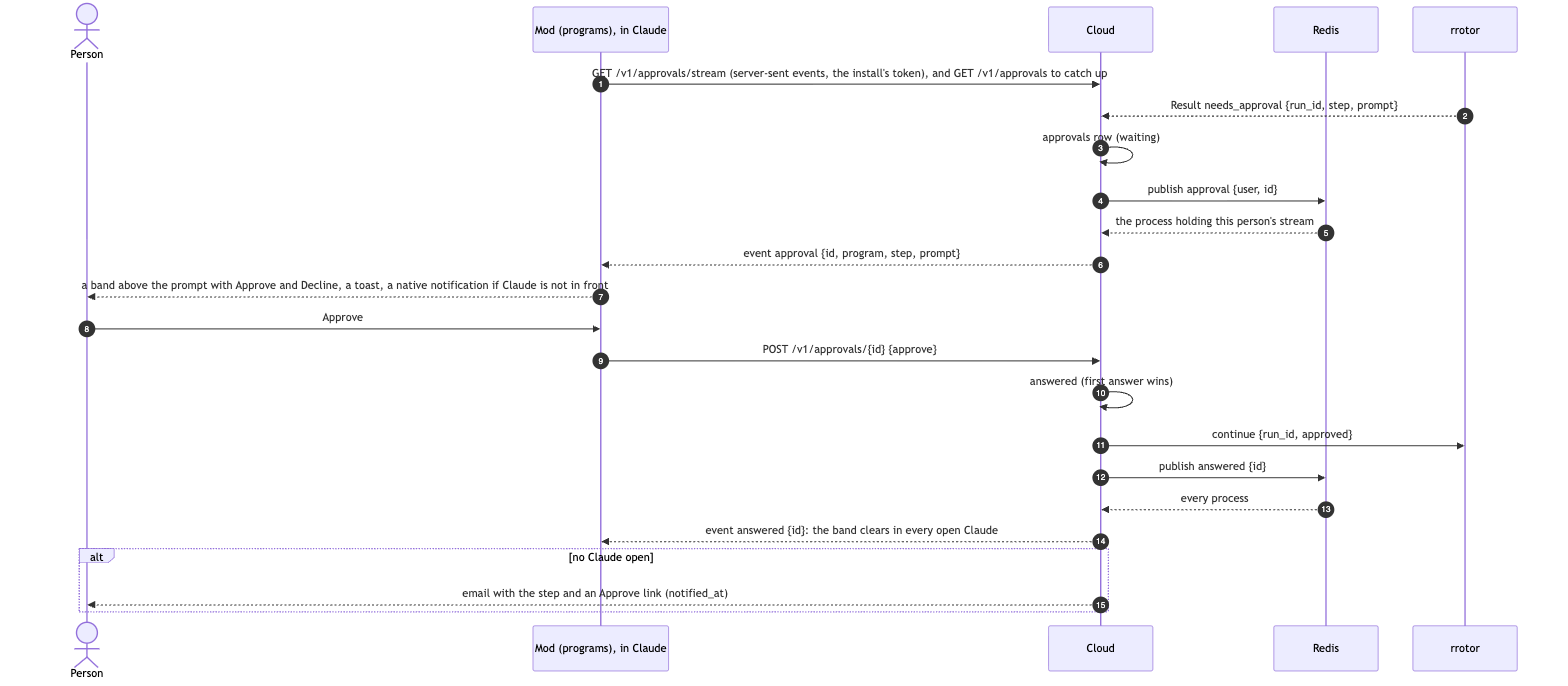 Person
Mod (programs), in Claude
Cloud
Redis
rrotor
1 GET /v1/approvals/stream (server-sent events, the install's token), and GET /v1/approvals to catch up
2 Result needs_approval {run_id, step, prompt}
3 approvals row (waiting)
4 publish approval {user, id}
5 the process holding this person's stream
6 event approval {id, program, step, prompt}
7 a band above the prompt with Approve and Decline, a toast, a native notification if Claude is not in front
8 Approve
9 POST /v1/approvals/{id} {approve}
10 answered (first answer wins)
11 continue {run_id, approved}
12 publish answered {id}
13 every process
14 event answered {id}: the band clears in every open Claude
alt [no Claude open]
15 email with the step and an Approve link (notified_at)
Person
Mod (programs), in Claude
Cloud
Redis
rrotor